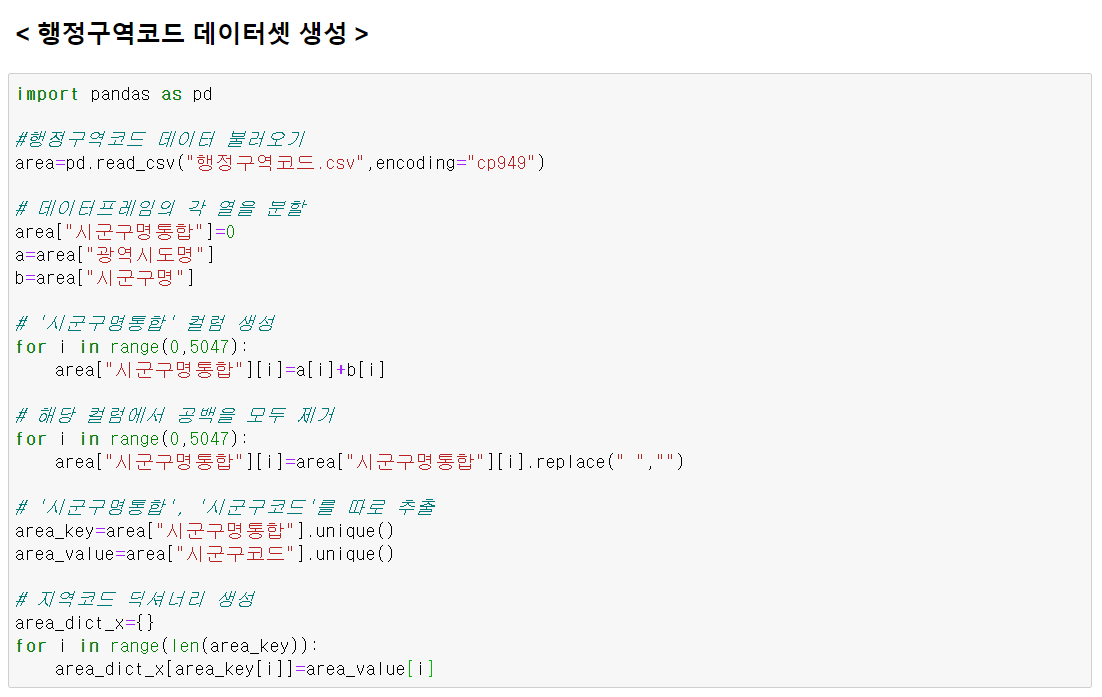 < 행정구역코드 데이터셋 생성 >
import pandas as pd
#행정구역코드 데이터 불러오기
area=pd.read_csv("행정구역코드.csv",encoding="cp949")
# 데이터프레임의 각 열을 분할
area["시군구명통합"]=0
a=area["광역시도명"]
b=area["시군구명"]
# '시군구명통합' 컬럼 생성
for i in range(0,5047):
    area["시군구명통합"][i]=a[i]+b[i]
# 해당 컬럼에서 공백을 모두 제거
for i in range(0,5047):
    area["시군구명통합"][i]=area["시군구명통합"][i].replace(" ","")
# '시군구명통합', '시군구코드'를 따로 추출
area_key=area["시군구명통합"].unique()
area_value=area["시군구코드"].unique()
# 지역코드 딕셔너리 생성
area_dict_x={}
for i in range(len(area_key)):
    area_dict_x[area_key[i]]=area_value[i]